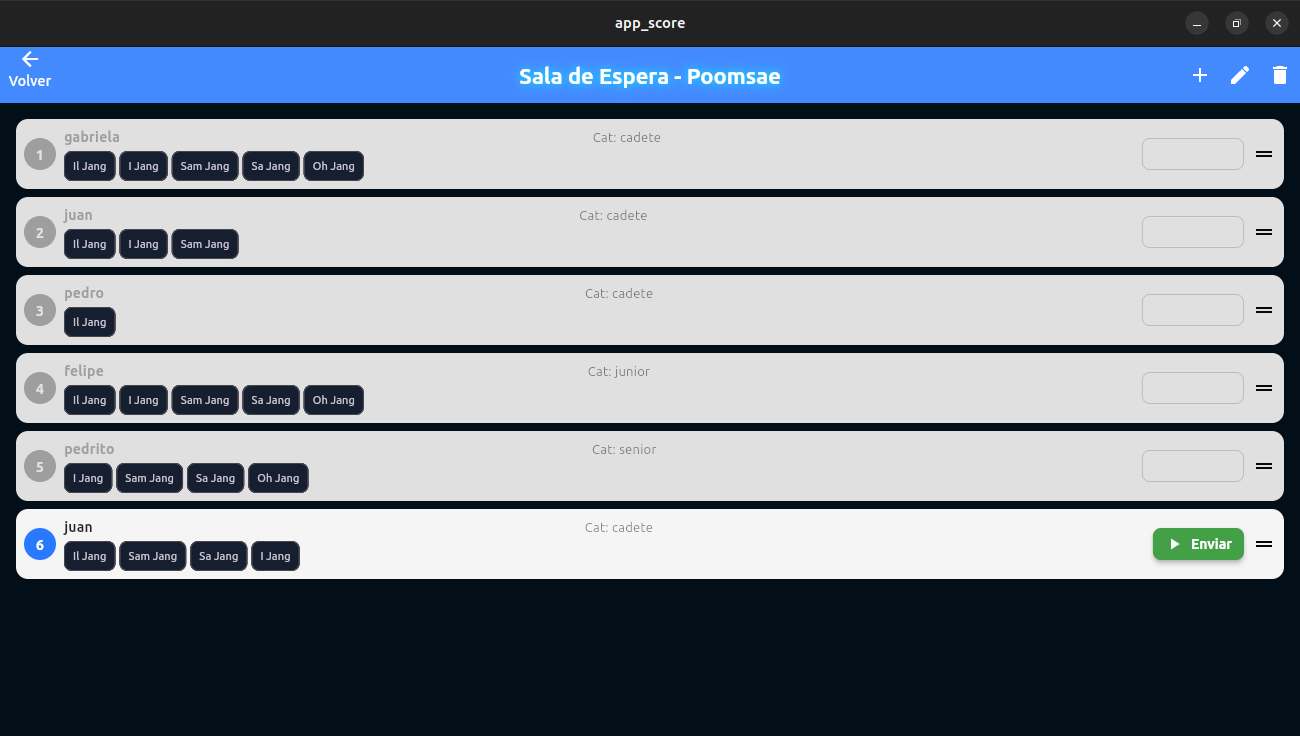 app_score
Volver
Sala de Espera - Poomsae
1
gabriela
Cat: cadete
Il Jang
I Jang
Sam Jang
Sa Jang
Oh Jang
2
juan
Cat: cadete
Il Jang
I Jang
Sam Jang
3
pedro
Cat: cadete
Il Jang
4
felipe
Cat: junior
Il Jang
I Jang
Sam Jang
Sa Jang
Oh Jang
5
pedrito
Cat: senior
I Jang
Sam Jang
Sa Jang
Oh Jang
6
juan
Cat: cadete
Il Jang
Sam Jang
Sa Jang
I Jang
Enviar